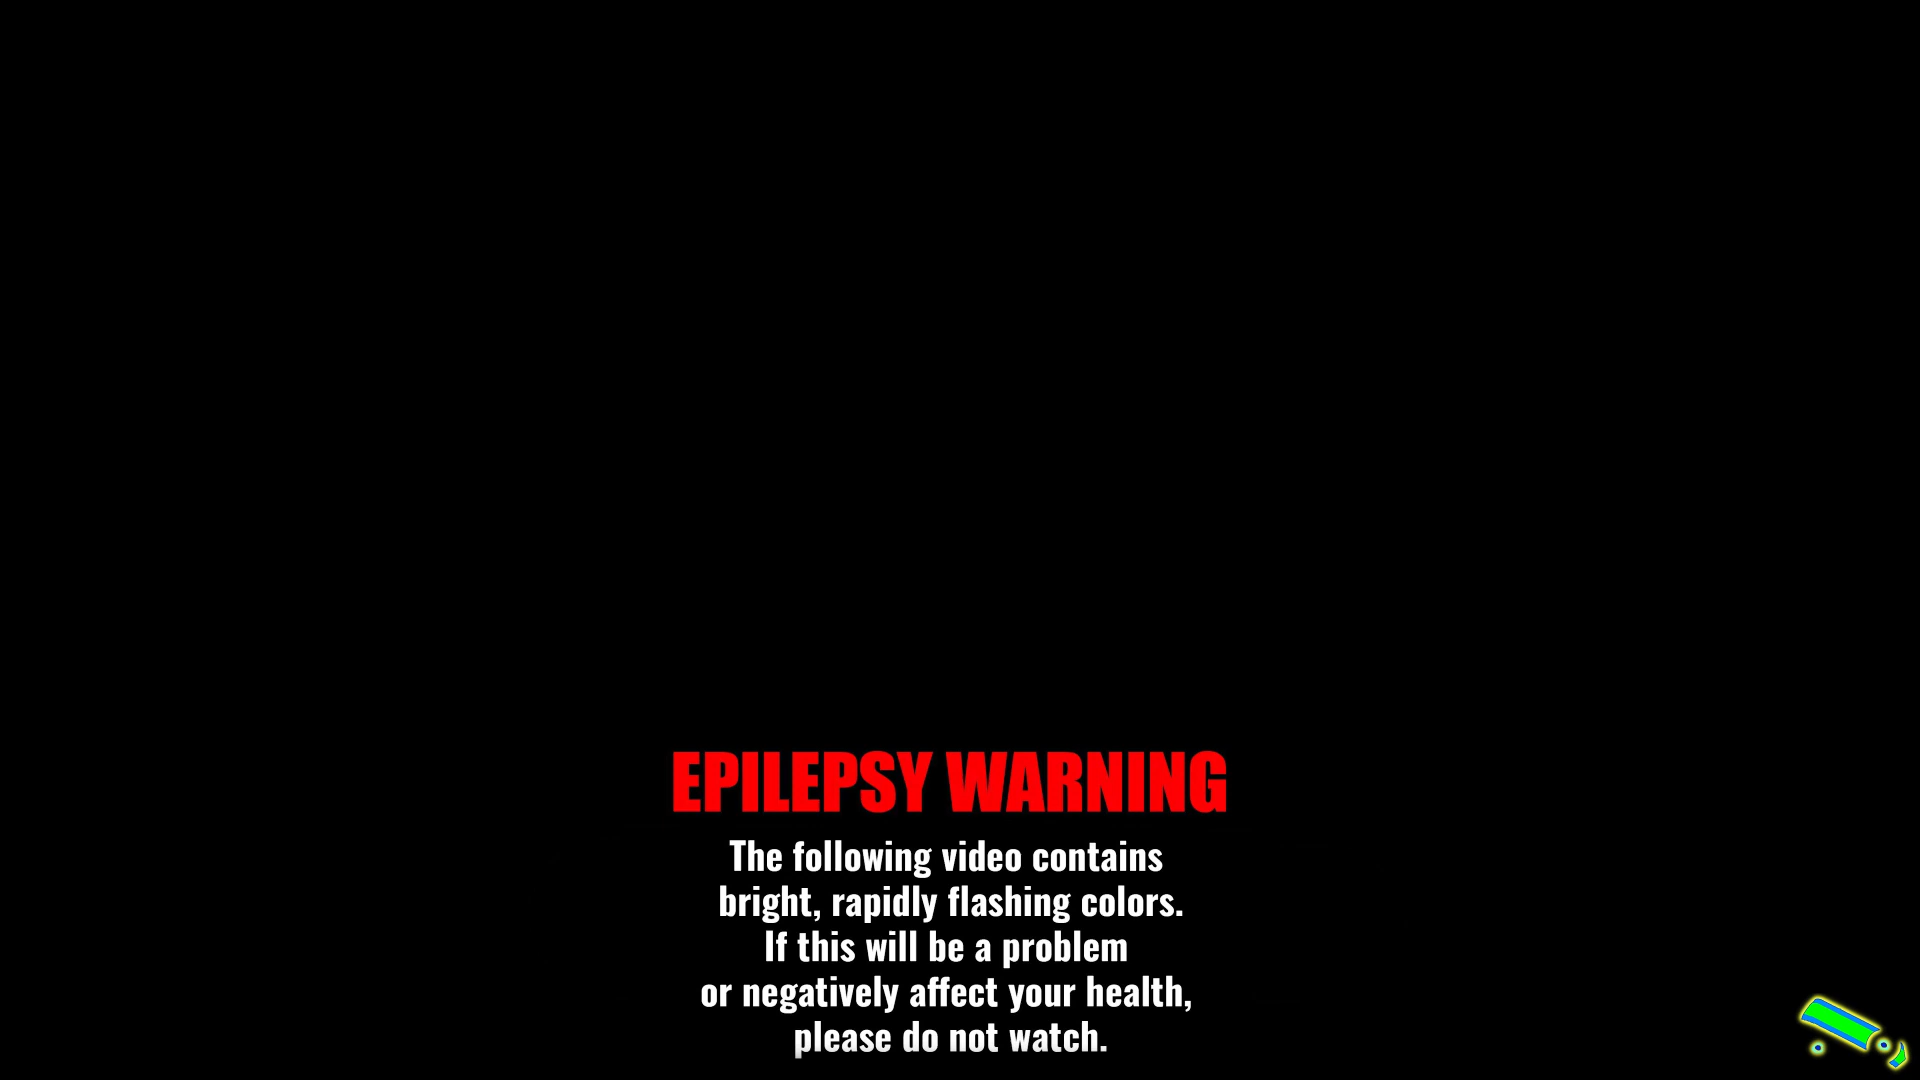 EPILEPSY WARNING
The following video contains
bright, rapidly flashing colors.
If this will be a problem
or negatively affect your health,
please do not watch.